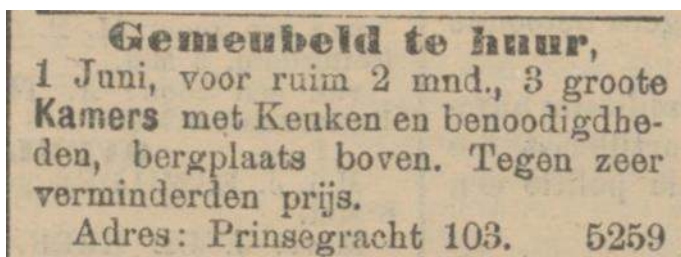 Gemeubeld te huur,
1 Juni, voor ruim 2 mnd., 3 groote
Kamers met Keuken en benoodigdhe-
den, bergplaats boven. Tegen zeer
verminderden prijs.
Adres: Prinsegracht 103. 5259